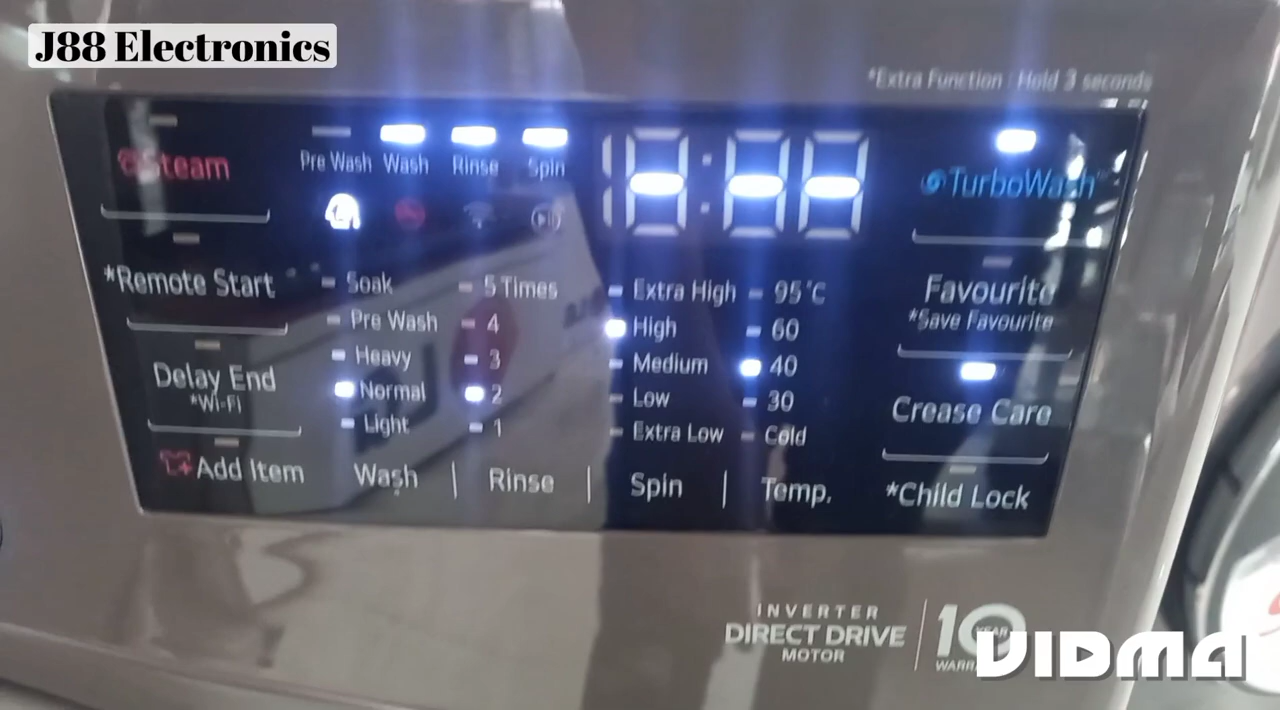 J88 Electronics
*Extra Function : Hold 3 seconds
Steam
Pre Wash Wash Rinse Spin
- -- 
TurboWash
*Remote Start
Soak
Pre Wash
Heavy
Normal
Light
5 Times
4
3
2
1
Extra High
High
Medium
Low
Extra Low
95°C
60
40
30
Cold
Favourite
*Save Favourite
Delay End
*Wi-Fi
Crease Care
Add Item
Wash | Rinse | Spin | Temp.
*Child Lock
INVERTER
DIRECT DRIVE
MOTOR
10 YEAR
VIDMA